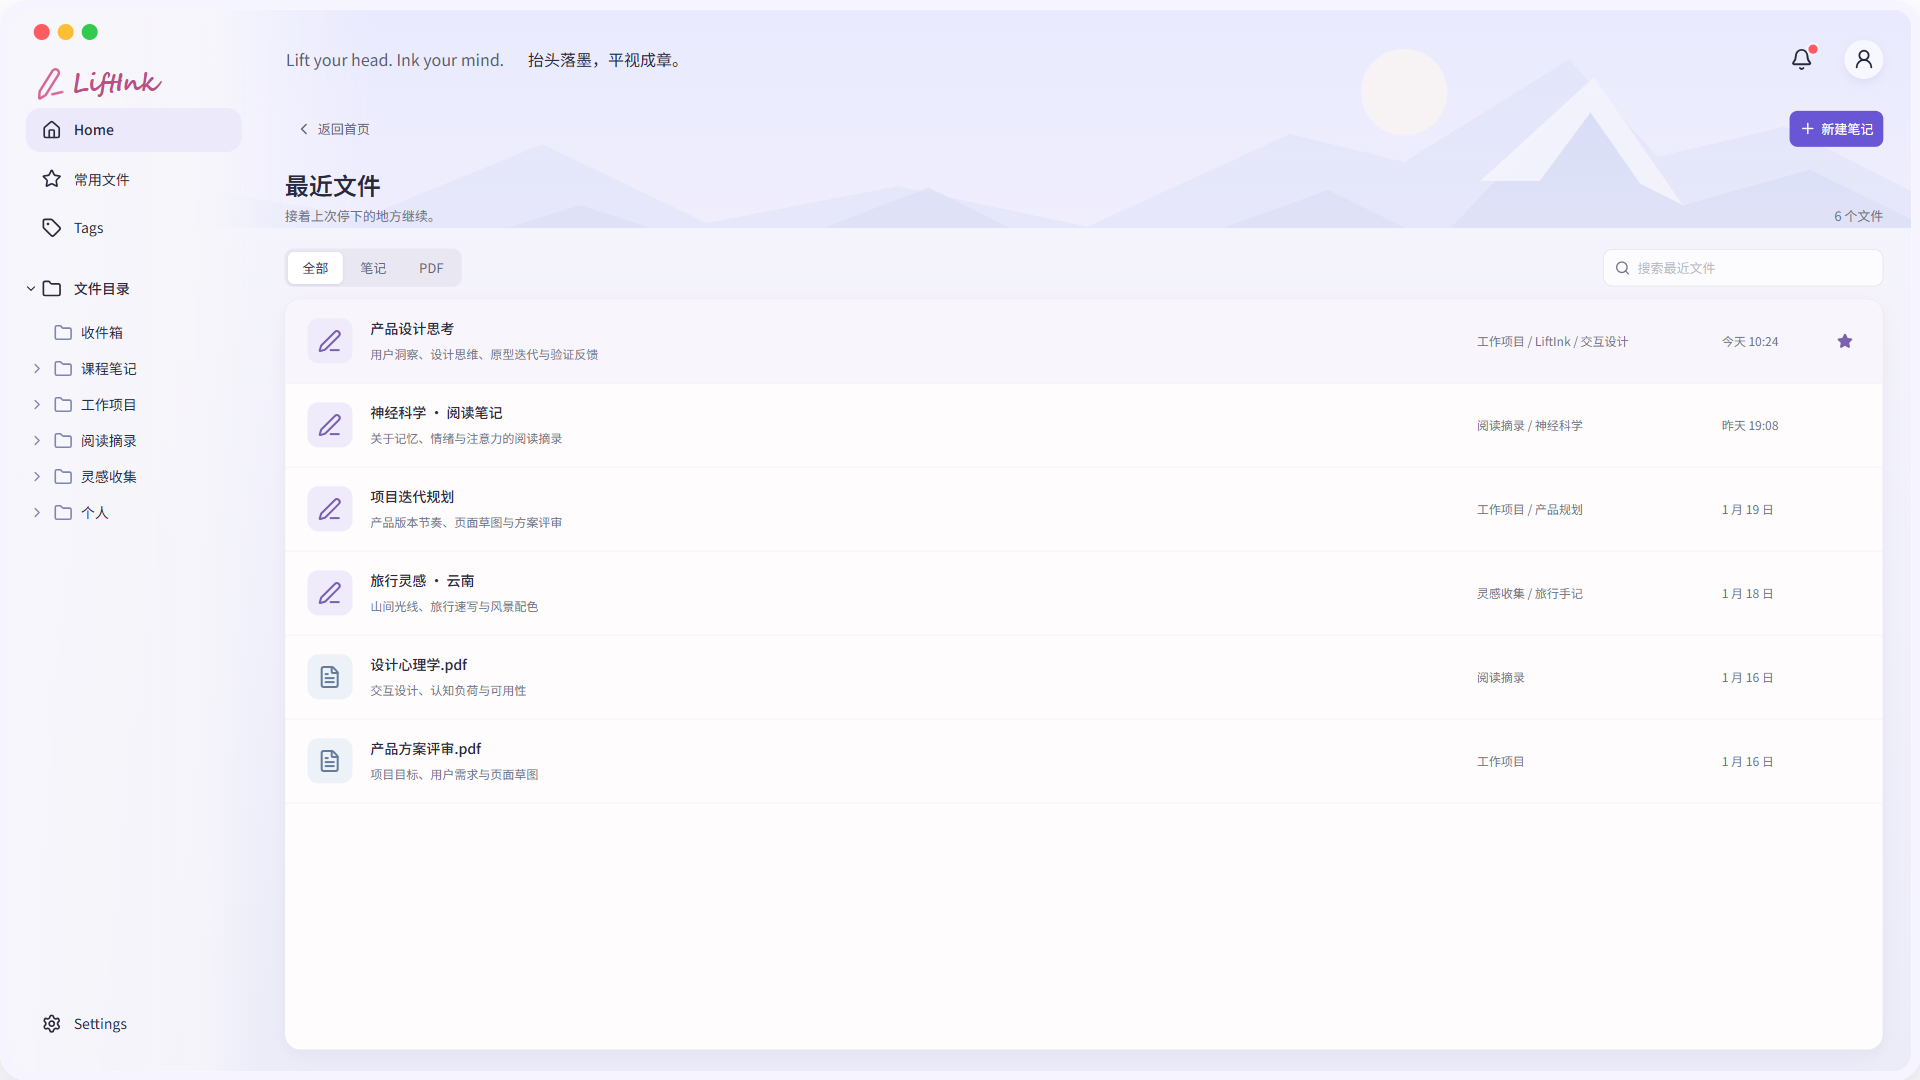 LiftInk
Home
常用文件
Tags
文件目录
收件箱
课程笔记
工作项目
阅读摘录
灵感收集
个人
Settings
Lift your head. Ink your mind. 抬头落墨，平视成章。
返回首页
新建笔记
最近文件
接着上次停下的地方继续。
6 个文件
全部 笔记 PDF
搜索最近文件
产品设计思考
用户洞察、设计思维、原型迭代与验证反馈
工作项目 / LiftInk / 交互设计
今天 10:24
神经科学 · 阅读笔记
关于记忆、情绪与注意力的阅读摘录
阅读摘录 / 神经科学
昨天 19:08
项目迭代规划
产品版本节奏、页面草图与方案评审
工作项目 / 产品规划
1 月 19 日
旅行灵感 · 云南
山间光线、旅行速写与风景配色
灵感收集 / 旅行手记
1 月 18 日
设计心理学.pdf
交互设计、认知负荷与可用性
阅读摘录
1 月 16 日
产品方案评审.pdf
项目目标、用户需求与页面草图
工作项目
1 月 16 日